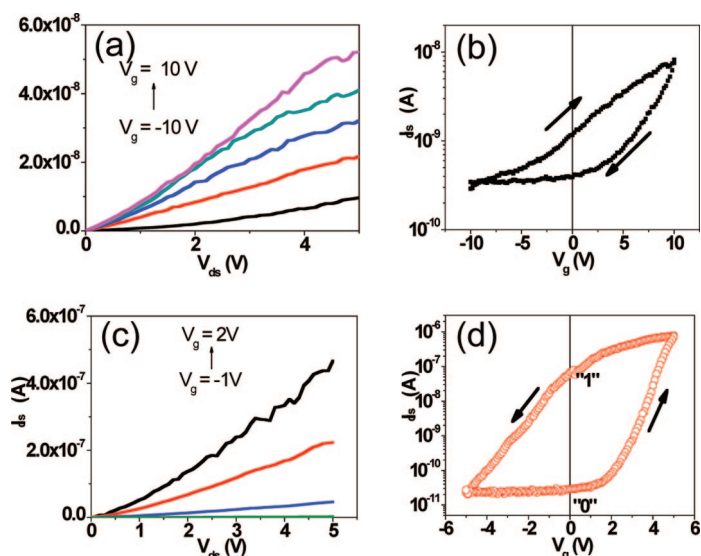 (a)
6.0x10⁻⁸
4.0x10⁻⁸
2.0x10⁻⁸
0.0
V_g = 10 V
V_g = -10 V
0 2 4
V_ds (V)
(b)
10⁻⁸
10⁻⁹
10⁻¹⁰
ds (A)
-10 -5 0 5 10
V_g (V)
(c)
6.0x10⁻⁷
4.0x10⁻⁷
2.0x10⁻⁷
0.0
ds (A)
V_g = 2V
V_g = -1V
0 1 2 3 4 5
V_ds (V)
(d)
10⁻⁶
10⁻⁷
10⁻⁸
10⁻⁹
10⁻¹⁰
10⁻¹¹
ds (A)
"1"
"0"
-6 -4 -2 0 2 4 6
V_g (V)